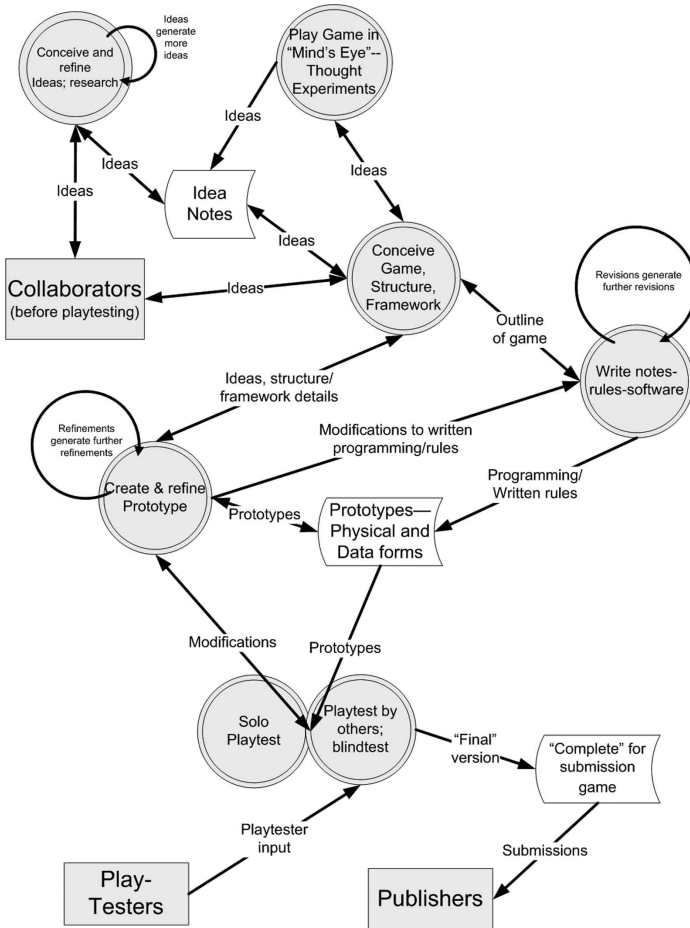 Ideas
generate
more
ideas
Conceive and
refine
Ideas; research
Play Game in
“Mind’s Eye”--
Thought
Experiments
Ideas
Ideas
Ideas
Ideas
Idea
Notes
Ideas
Collaborators
(before playtesting)
Ideas
Conceive
Game,
Structure,
Framework
Revisions generate
further revisions
Outline
of game
Write notes-
rules-software
Ideas, structure/
framework details
Refinements
generate further
refinements
Modifications to written
programming/rules
Create & refine
Prototype
Programming/
Written rules
Prototypes
Prototypes—
Physical and
Data forms
Modifications
Prototypes
Solo
Playtest
Playtest by
others;
blindtest
“Final”
version
“Complete” for
submission
game
Playtester
input
Submissions
Play-
Testers
Publishers